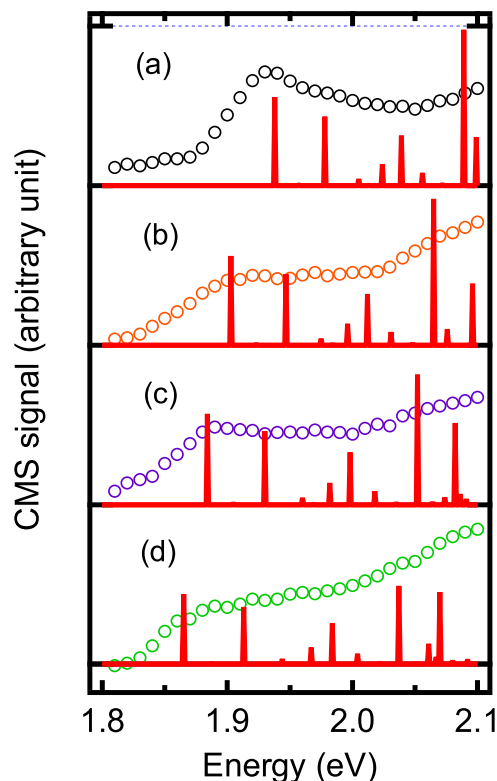 (a)
(b)
(c)
(d)
CMS signal (arbitrary unit)
1.8 1.9 2.0 2.1
Energy (eV)